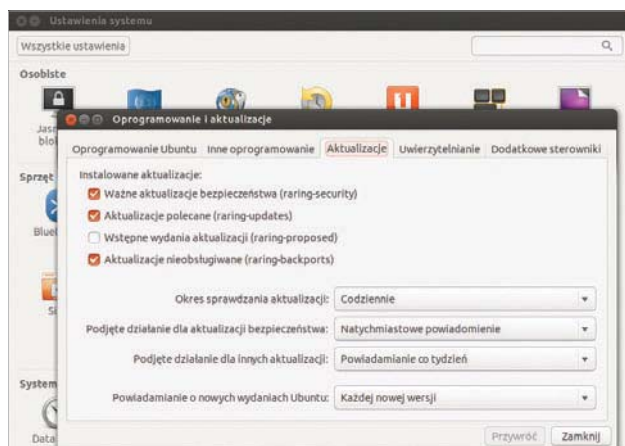 Ustawienia systemu
Wszystkie ustawienia
Osobiste
Oprogramowanie i aktualizacje
Oprogramowanie Ubuntu Inne oprogramowanie Aktualizacje Uwierzytelnianie Dodatkowe sterowniki
Sprzęt
Instalowane aktualizacje:
Ważne aktualizacje bezpieczeństwa (raring-security)
Aktualizacje polecane (raring-updates)
Wstępne wydania aktualizacji (raring-proposed)
Aktualizacje nieobsługiwane (raring-backports)
Okres sprawdzania aktualizacji: Codziennie
Podjęte działanie dla aktualizacji bezpieczeństwa: Natychmiastowe powiadomienie
Podjęte działanie dla innych aktualizacji: Powiadamianie co tydzień
System
Powiadamianie o nowych wydaniach Ubuntu: Każdej nowej wersji
Data
Przywróć Zamknij